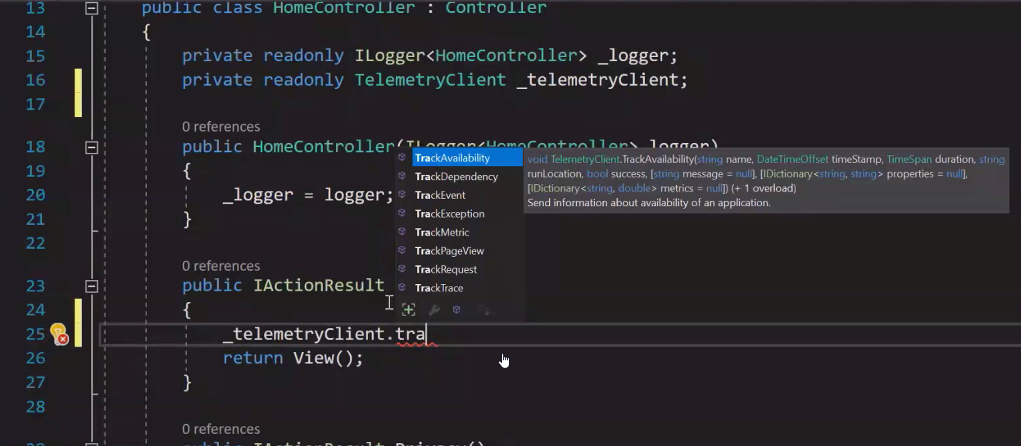 13 public class HomeController : Controller
14 {
15 private readonly ILogger<HomeController> _logger;
16 private readonly TelemetryClient _telemetryClient;
17
0 references
18 public HomeController(ILogger<HomeController> logger)
19 {
20 _logger = logger;
21 }
22
0 references
23 public IActionResult
24 {
25 _telemetryClient.tra
26 return View();
27 }
28
0 references
public IActionResult Privacy()
TrackAvailability
TrackDependency
TrackEvent
TrackException
TrackMetric
TrackPageView
TrackRequest
TrackTrace
void TelemetryClient.TrackAvailability(string name, DateTimeOffset timeStamp, TimeSpan duration, string
runLocation, bool success, [string message = null], [IDictionary<string, string> properties = null],
[IDictionary<string, double> metrics = null]) (+ 1 overload)
Send information about availability of an application.